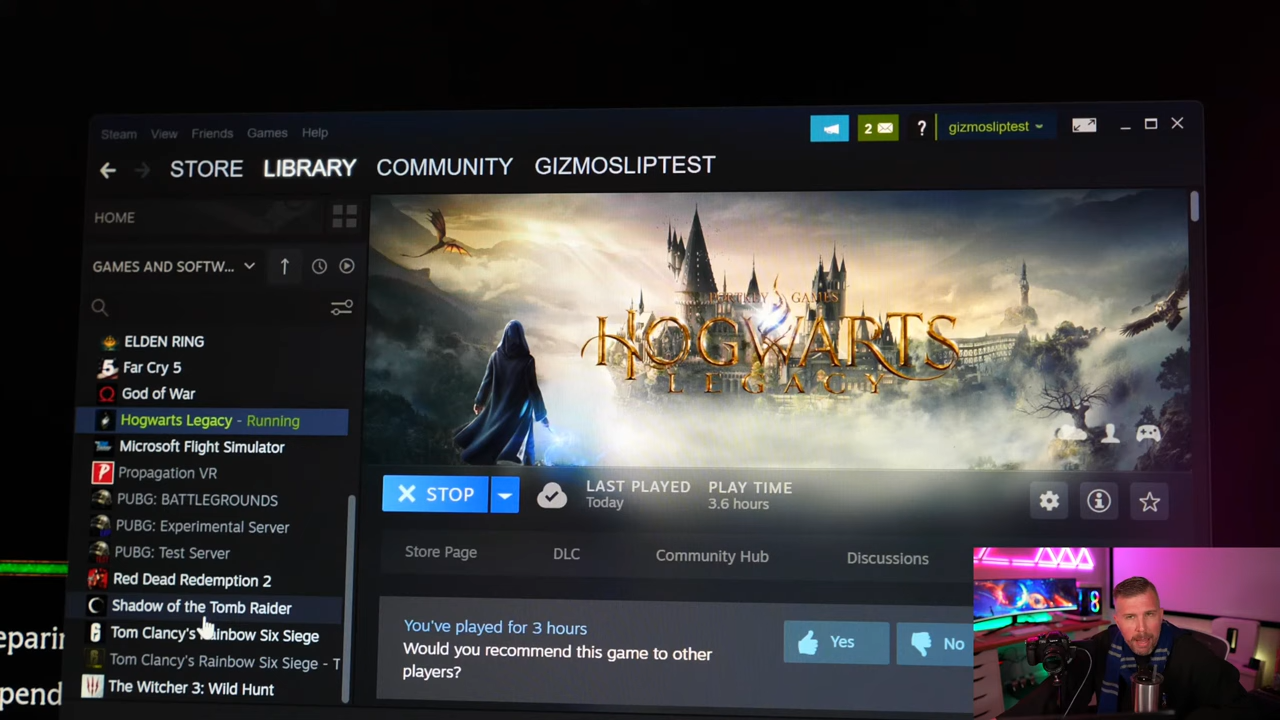 Steam View Friends Games Help
2 ? gizmosliptest
STORE LIBRARY COMMUNITY GIZMOSLIPTEST
HOME
GAMES AND SOFTW...
ELDEN RING
Far Cry 5
God of War
Hogwarts Legacy - Running
Microsoft Flight Simulator
Propagation VR
PUBG: BATTLEGROUNDS
PUBG: Experimental Server
PUBG: Test Server
Red Dead Redemption 2
Shadow of the Tomb Raider
Tom Clancy's Rainbow Six Siege
Tom Clancy's Rainbow Six Siege - T
The Witcher 3: Wild Hunt
GAMES
HOGWARTS
LEGACY
STOP
LAST PLAYED
Today
PLAY TIME
3.6 hours
Store Page DLC Community Hub Discussions
You've played for 3 hours
Would you recommend this game to other
players?
Yes
No
eparin
pend